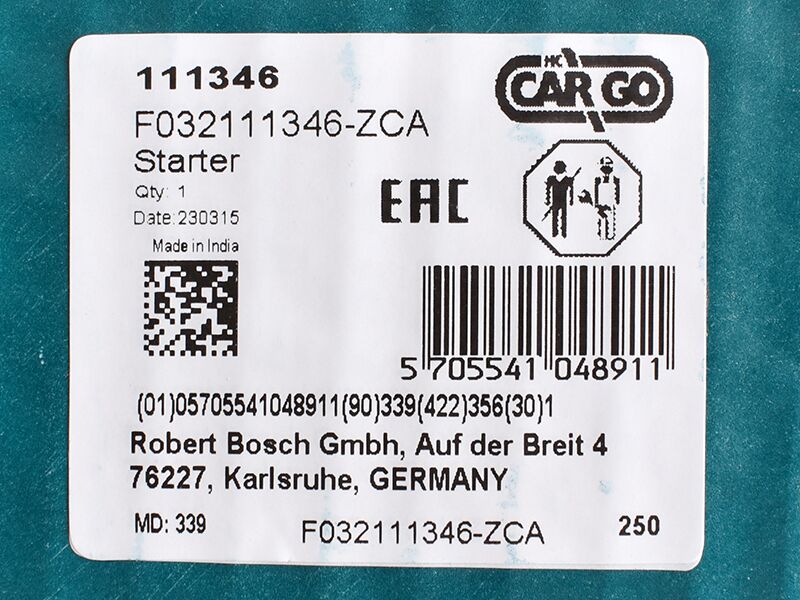 111346
HC
CARGO
F032111346-ZCA
Starter
Qty: 1
Date:230315
EAC
Made in India
5 705541 048911
(01)05705541048911(90)339(422)356(30)1
Robert Bosch Gmbh, Auf der Breit 4
76227, Karlsruhe, GERMANY
MD: 339
F032111346-ZCA
250